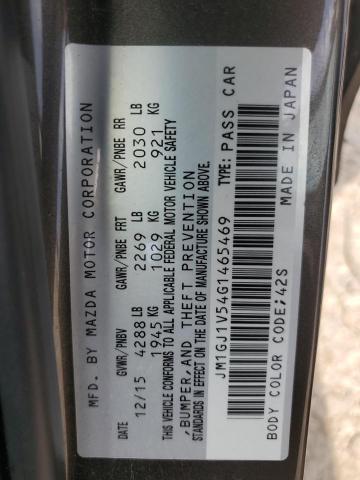 MFD. BY MAZDA MOTOR CORPORATION
DATE GVWR/PNBV GAWR/PNBE FRT GAWR/PNBE RR
12/15 4288 LB 2269 LB 2030 LB
1945 KG 1029 KG 921 KG
THIS VEHICLE CONFORMS TO ALL APPLICABLE FEDERAL MOTOR VEHICLE SAFETY
,BUMPER,AND THEFT PREVENTION
STANDARDS IN EFFECT ON THE DATE OF MANUFACTURE SHOWN ABOVE.
JM1GJ1V54G1465469 TYPE: PASS CAR
BODY COLOR CODE;42S MADE IN JAPAN